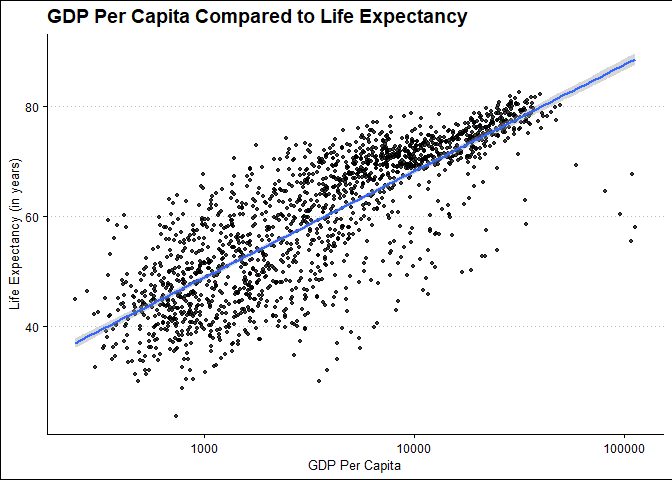 GDP Per Capita Compared to Life Expectancy
Life Expectancy (in years)
80
60
40
1000 10000 100000
GDP Per Capita